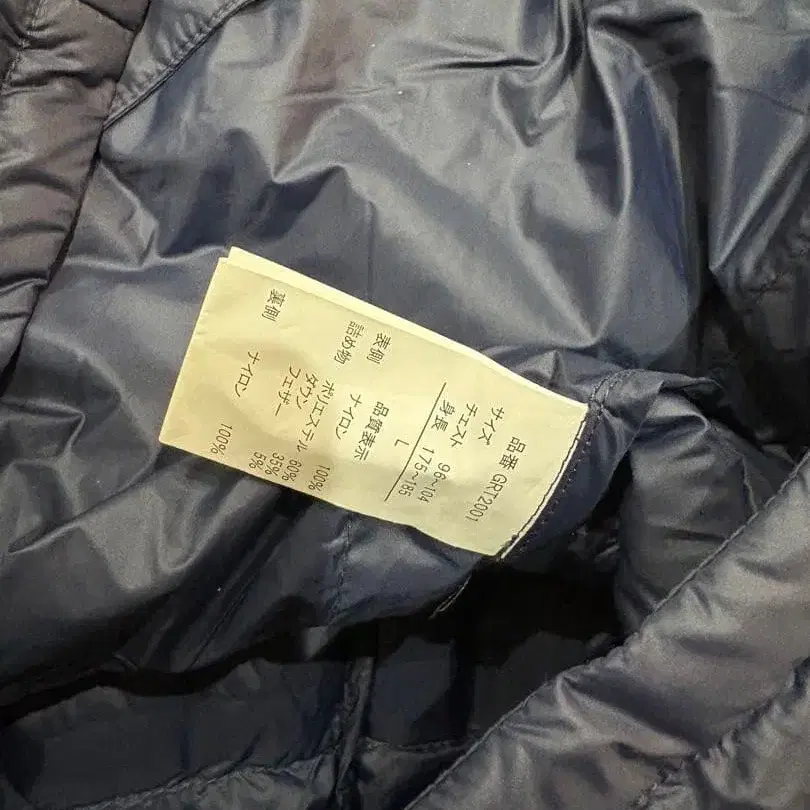 品番 GRT2001
サイズ
チェスト 96~104
身長 175~185
L
品質表示
表側 ナイロン 100%
詰め物 ポリエステル 60%
ダウン 35%
フェザー 5%
裏側 ナイロン 100%